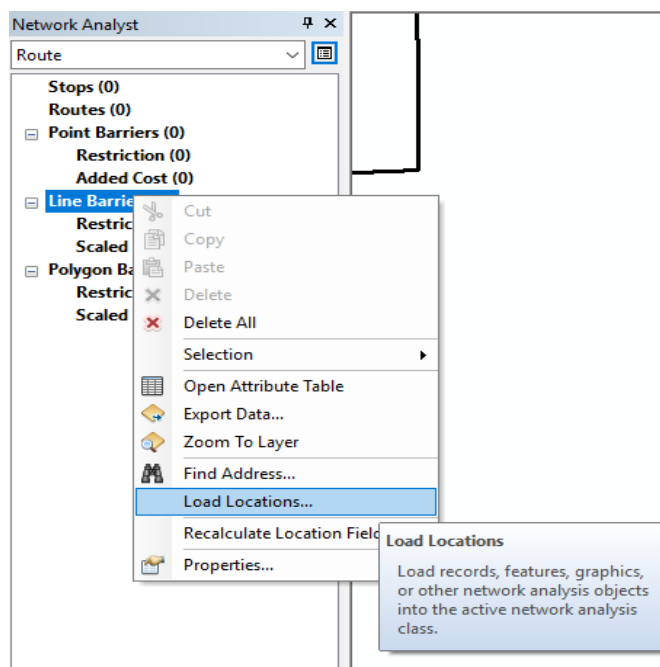 Network Analyst
Route
Stops (0)
Routes (0)
Point Barriers (0)
Restriction (0)
Added Cost (0)
Line Barrie
Restric
Scaled
Polygon Ba
Restric
Scaled
Cut
Copy
Paste
Delete
Delete All
Selection
Open Attribute Table
Export Data...
Zoom To Layer
Find Address...
Load Locations...
Recalculate Location Field
Properties...
Load Locations
Load records, features, graphics,
or other network analysis objects
into the active network analysis
class.